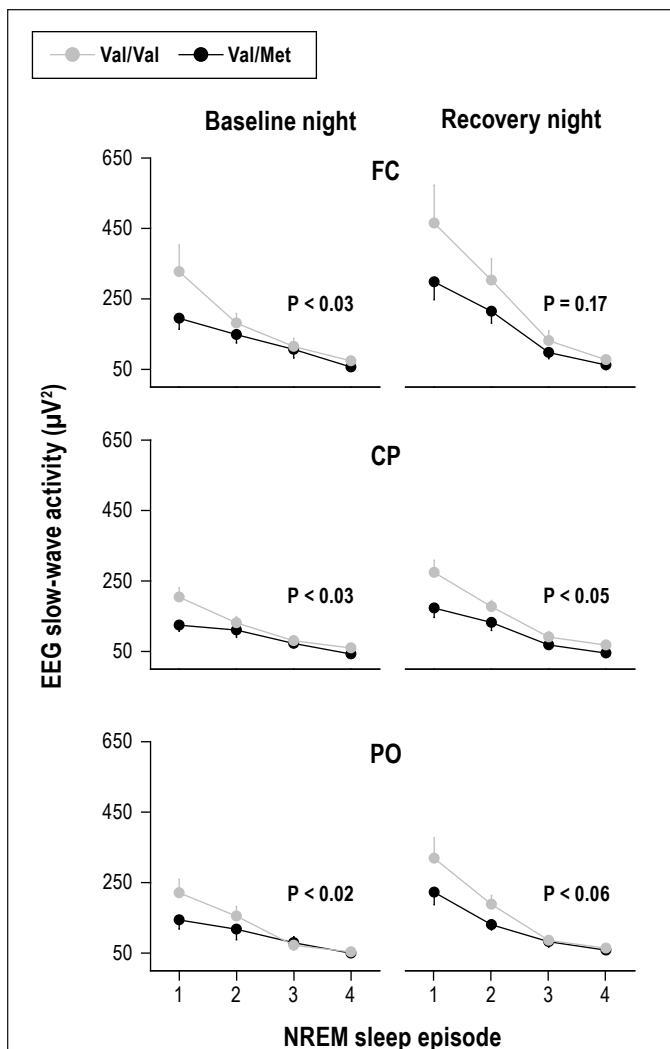 Val/Val Val/Met
Baseline night Recovery night
FC
650
450
250
50
P < 0.03
P = 0.17
CP
650
450
250
50
P < 0.03
P < 0.05
EEG slow-wave activity (µV²)
PO
650
450
250
50
P < 0.02
P < 0.06
1 2 3 4 1 2 3 4
NREM sleep episode